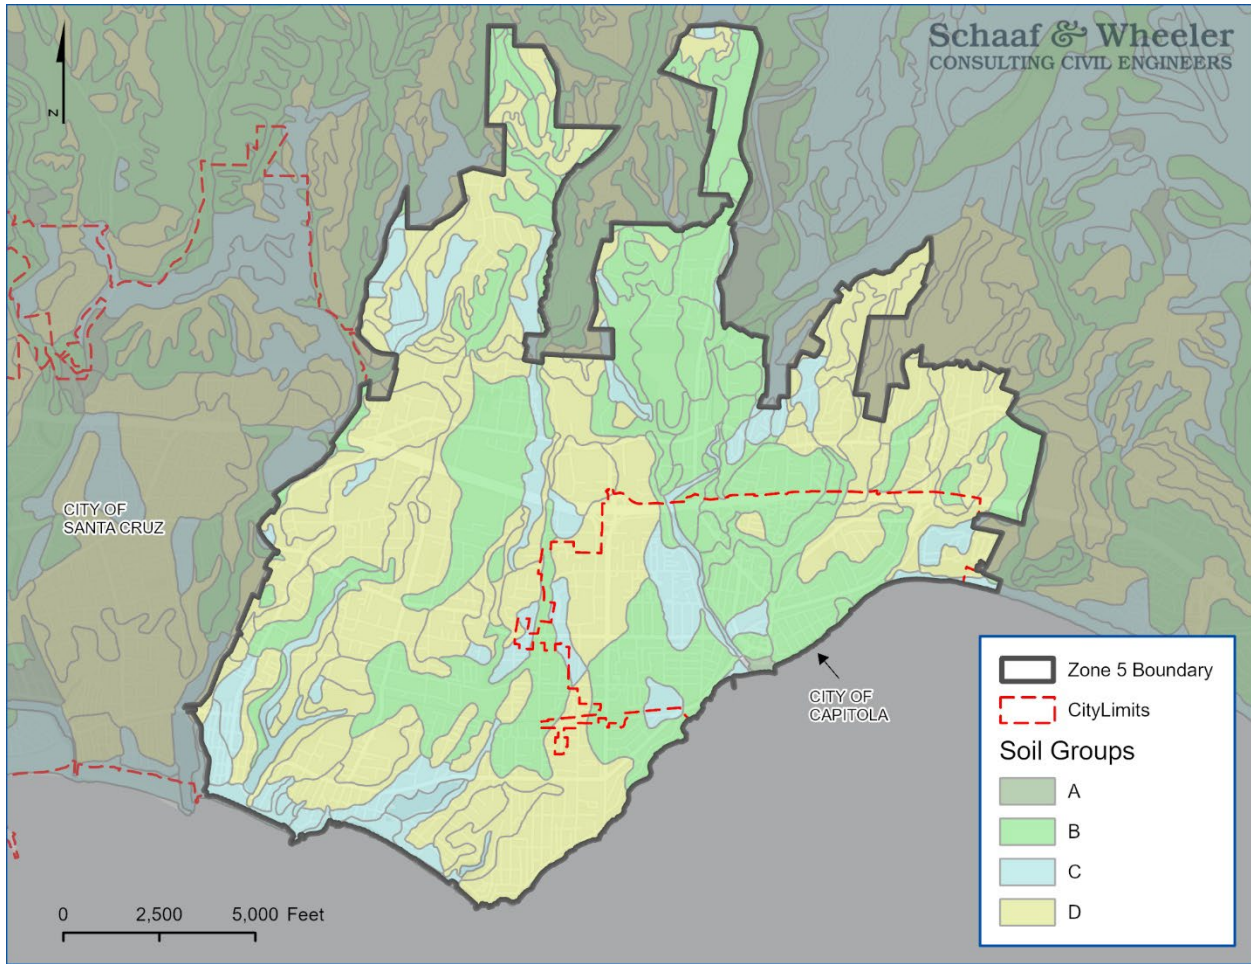 Schaaf & Wheeler
CONSULTING CIVIL ENGINEERS
N
CITY OF
SANTA CRUZ
CITY OF
CAPITOLA
Zone 5 Boundary
CityLimits
Soil Groups
A
B
C
D
0 2,500 5,000 Feet